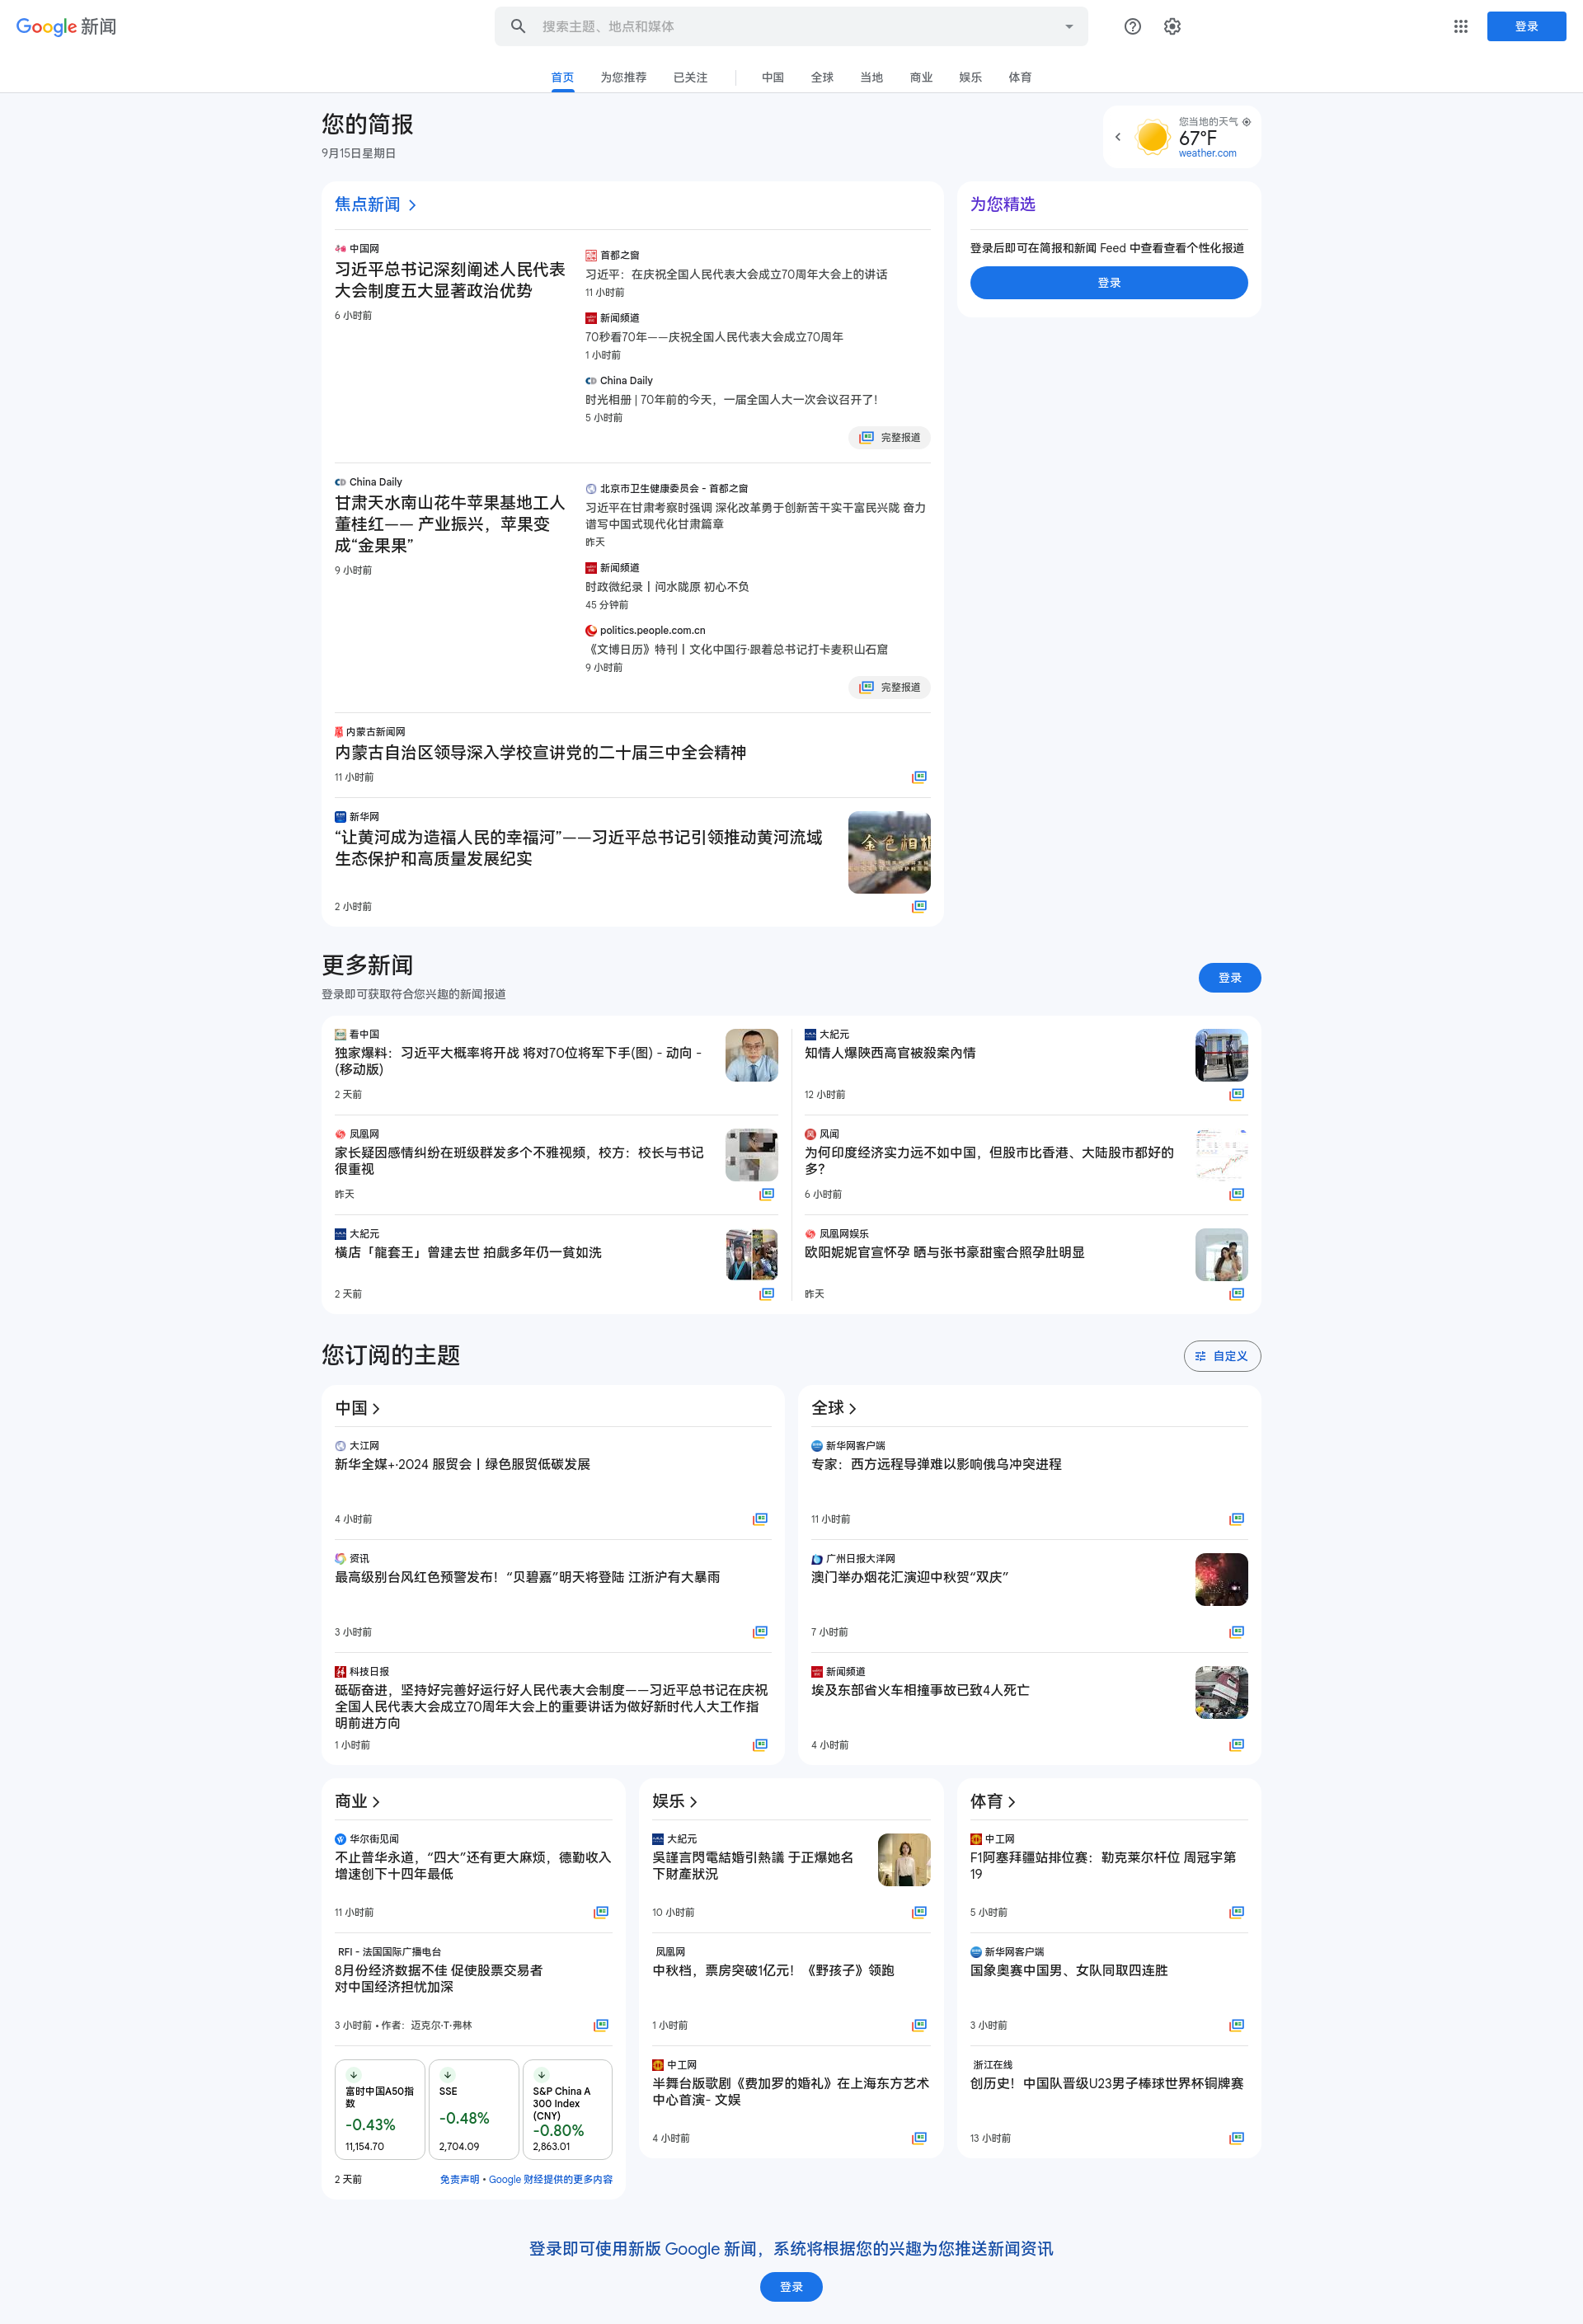 Google 新闻
搜索主题、地点和媒体
登录
首页
为您推荐
已关注
中国
全球
当地
商业
娱乐
体育
您的简报
9月15日星期日
您当地的天气
67°F
weather.com
焦点新闻
中国网
习近平总书记深刻阐述人民代表
大会制度五大显著政治优势
6 小时前
首都之窗
习近平：在庆祝全国人民代表大会成立70周年大会上的讲话
11 小时前
新闻频道
70秒看70年——庆祝全国人民代表大会成立70周年
1 小时前
China Daily
时光相册 | 70年前的今天，一届全国人大一次会议召开了！
5 小时前
完整报道
为您精选
登录后即可在简报和新闻 Feed 中查看查看个性化报道
登录
China Daily
甘肃天水南山花牛苹果基地工人
董桂红—— 产业振兴，苹果变
成“金果果”
9 小时前
北京市卫生健康委员会 - 首都之窗
习近平在甘肃考察时强调 深化改革勇于创新苦干实干富民兴陇 奋力
谱写中国式现代化甘肃篇章
昨天
新闻频道
时政微纪录丨问水陇原 初心不负
45 分钟前
politics.people.com.cn
《文博日历》特刊丨文化中国行·跟着总书记打卡麦积山石窟
9 小时前
完整报道
内蒙古新闻网
内蒙古自治区领导深入学校宣讲党的二十届三中全会精神
11 小时前
新华网
“让黄河成为造福人民的幸福河”——习近平总书记引领推动黄河流域
生态保护和高质量发展纪实
金色相
2 小时前
更多新闻
登录即可获取符合您兴趣的新闻报道
登录
看中国
独家爆料：习近平大概率将开战 将对70位将军下手(图) - 动向 -
(移动版)
2 天前
大紀元
知情人爆陝西高官被殺案內情
12 小时前
凤凰网
家长疑因感情纠纷在班级群发多个不雅视频，校方：校长与书记
很重视
昨天
风闻
为何印度经济实力远不如中国，但股市比香港、大陆股市都好的
多？
6 小时前
大紀元
橫店「龍套王」曾建去世 拍戲多年仍一貧如洗
2 天前
凤凰网娱乐
欧阳妮妮官宣怀孕 晒与张书豪甜蜜合照孕肚明显
昨天
您订阅的主题
自定义
中国
大江网
新华全媒+·2024 服贸会丨绿色服贸低碳发展
4 小时前
资讯
最高级别台风红色预警发布！“贝碧嘉”明天将登陆 江浙沪有大暴雨
3 小时前
科技日报
砥砺奋进，坚持好完善好运行好人民代表大会制度——习近平总书记在庆祝
全国人民代表大会成立70周年大会上的重要讲话为做好新时代人大工作指
明前进方向
1 小时前
全球
新华网客户端
专家：西方远程导弹难以影响俄乌冲突进程
11 小时前
广州日报大洋网
澳门举办烟花汇演迎中秋贺“双庆”
7 小时前
新闻频道
埃及东部省火车相撞事故已致4人死亡
4 小时前
商业
华尔街见闻
不止普华永道，“四大”还有更大麻烦，德勤收入
增速创下十四年最低
11 小时前
RFI - 法国国际广播电台
8月份经济数据不佳 促使股票交易者
对中国经济担忧加深
3 小时前 • 作者：迈克尔·T·弗林
富时中国A50指
数
-0.43%
11,154.70
SSE
-0.48%
2,704.09
S&P China A
300 Index
(CNY)
-0.80%
2,863.01
2 天前
免责声明 • Google 财经提供的更多内容
娱乐
大紀元
吳謹言閃電結婚引熱議 于正爆她名
下財產狀況
10 小时前
凤凰网
中秋档，票房突破1亿元！《野孩子》领跑
1 小时前
中工网
半舞台版歌剧《费加罗的婚礼》在上海东方艺术
中心首演- 文娱
4 小时前
体育
中工网
F1阿塞拜疆站排位赛：勒克莱尔杆位 周冠宇第
19
5 小时前
新华网客户端
国象奥赛中国男、女队同取四连胜
3 小时前
浙江在线
创历史！中国队晋级U23男子棒球世界杯铜牌赛
13 小时前
登录即可使用新版 Google 新闻，系统将根据您的兴趣为您推送新闻资讯
登录